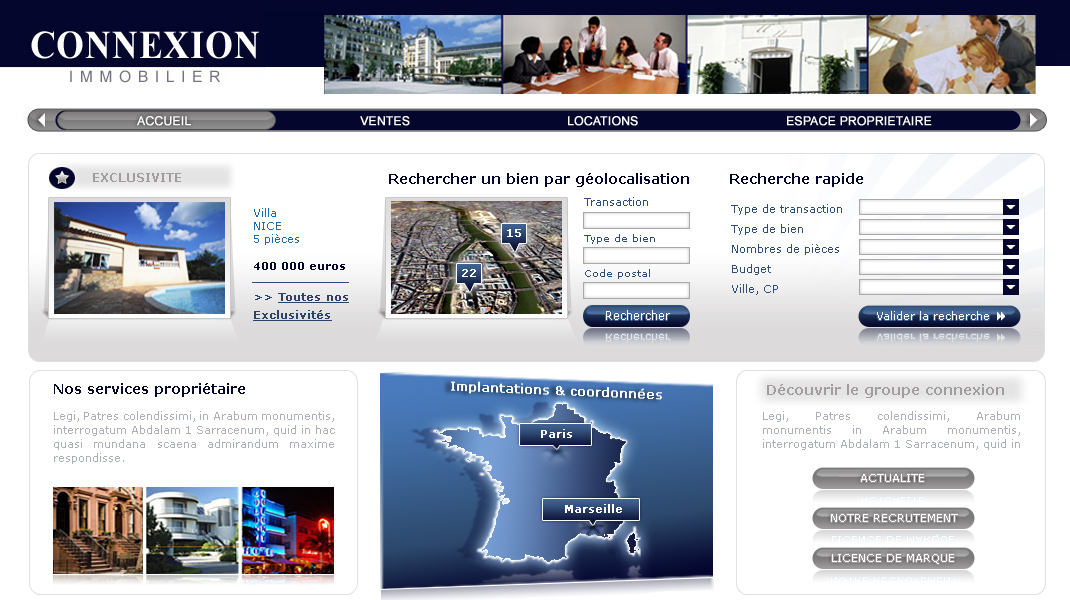 CONNEXION
IMMOBILIER
ACCUEIL
VENTES
LOCATIONS
ESPACE PROPRIETAIRE
EXCLUSIVITE
Villa
NICE
5 pièces
400 000 euros
>> Toutes nos
Exclusivités
Rechercher un bien par géolocalisation
15
22
Transaction
Type de bien
Code postal
Rechercher
Recherche rapide
Type de transaction
Type de bien
Nombres de pièces
Budget
Ville, CP
Valider la recherche
Nos services propriétaire
Legi, Patres colendissimi, in Arabum monumentis,
interrogatum Abdalam 1 Sarracenum, quid in hac
quasi mundana scaena admirandum maxime
respondisse.
Implantations & coordonnées
Paris
Marseille
Découvrir le groupe connexion
Legi, Patres colendissimi, Arabum
monumentis in Arabum monumentis,
interrogatum Abdalam 1 Sarracenum, quid in
ACTUALITE
NOTRE RECRUTEMENT
LICENCE DE MARQUE